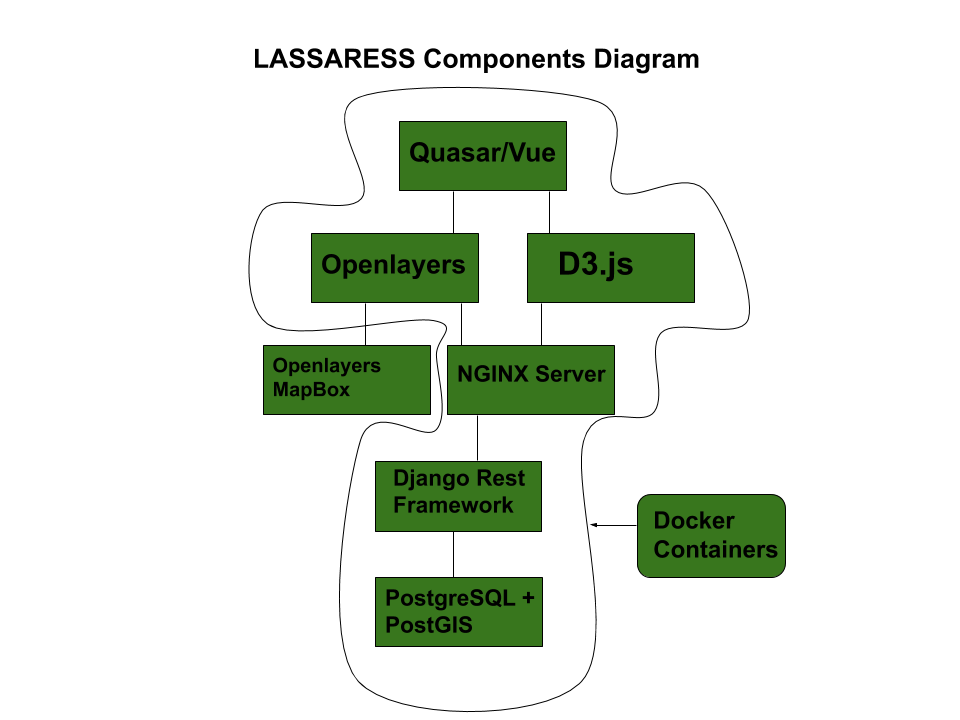 LASSARESS Components Diagram
Quasar/Vue
Openlayers
D3.js
Openlayers
MapBox
NGINX Server
Django Rest
Framework
Docker
Containers
PostgreSQL +
PostGIS